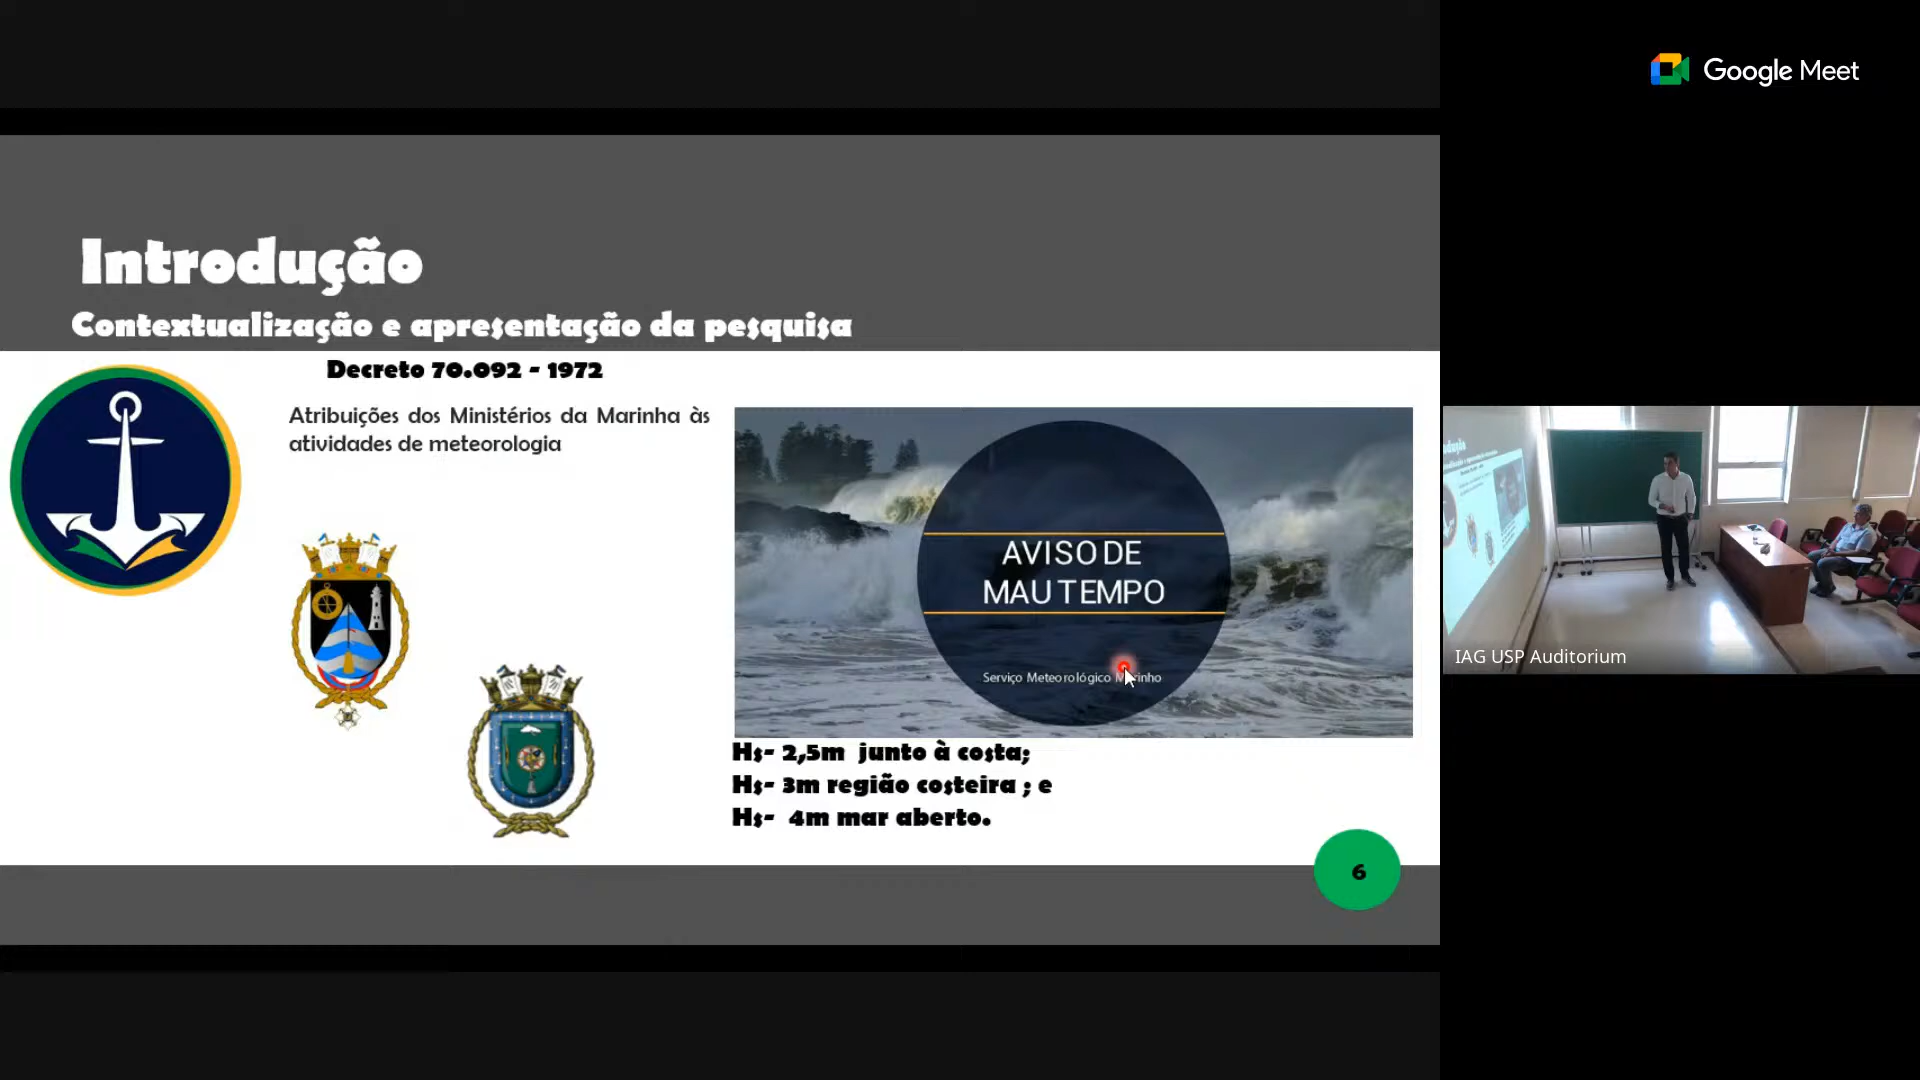 Google Meet
Introdução
Contextualização e apresentação da pesquisa
Decreto 70.092 - 1972
Atribuições dos Ministérios da Marinha às
atividades de meteorologia
AVISO DE
MAU TEMPO
Serviço Meteorológico Marinho
Hs- 2,5m junto à costa;
Hs- 3m região costeira ; e
Hs- 4m mar aberto.
6
IAG USP Auditorium